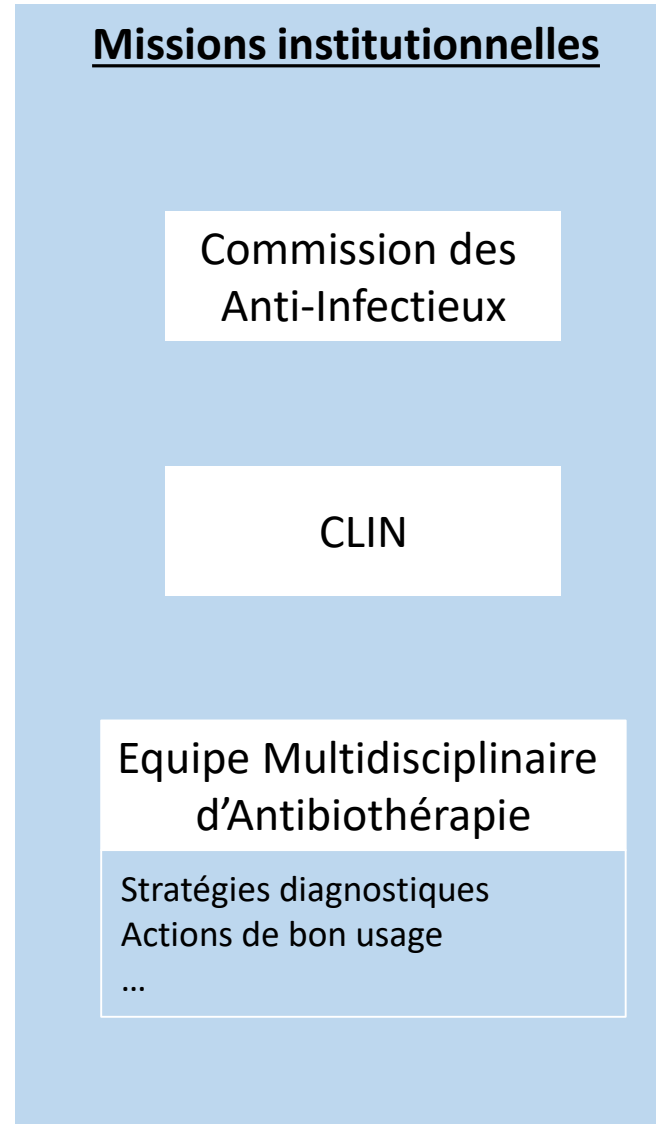 Missions institutionnelles
Commission des
Anti-Infectieux
CLIN
Equipe Multidisciplinaire
d’Antibiothérapie
Stratégies diagnostiques
Actions de bon usage
…